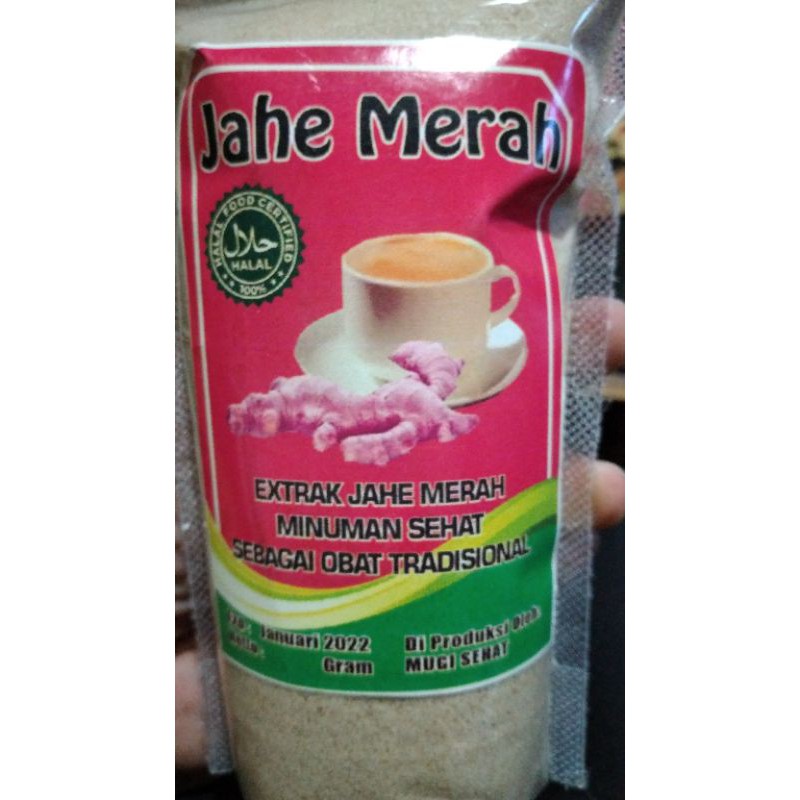 Jahe Merah
HALAL FOOD CERTIFIED
حلال
HALAL
100%
EXTRAK JAHE MERAH
MINUMAN SEHAT
SEBAGAI OBAT TRADISIONAL
Januari 2022
Gram
Di Produksi Oleh:
MUGI SEHAT